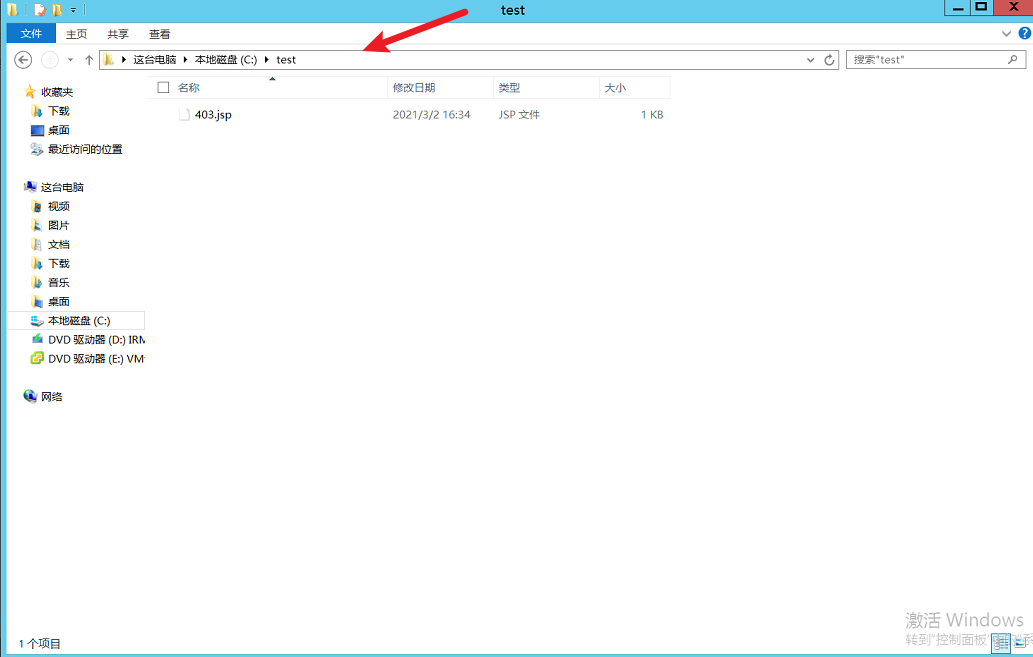 test
文件 主页 共享 查看
这台电脑 本地磁盘 (C:) test
搜索"test"
名称 修改日期 类型 大小
403.jsp 2021/3/2 16:34 JSP 文件 1 KB
收藏夹
下载
桌面
最近访问的位置
这台电脑
视频
图片
文档
下载
音乐
桌面
本地磁盘 (C:)
DVD 驱动器 (D:) IRM
DVD 驱动器 (E:) VM
网络
激活 Windows
转到"控制面板"
1 个项目